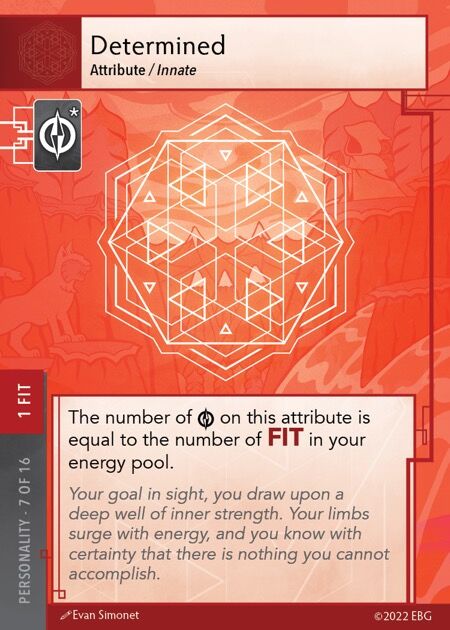 Determined
Attribute / Innate
*
1 FIT
The number of on this attribute is
equal to the number of FIT in your
energy pool.
Your goal in sight, you draw upon a
deep well of inner strength. Your limbs
surge with energy, and you know with
certainty that there is nothing you cannot
accomplish.
PERSONALITY - 7 OF 16
Evan Simonet
©2022 EBG